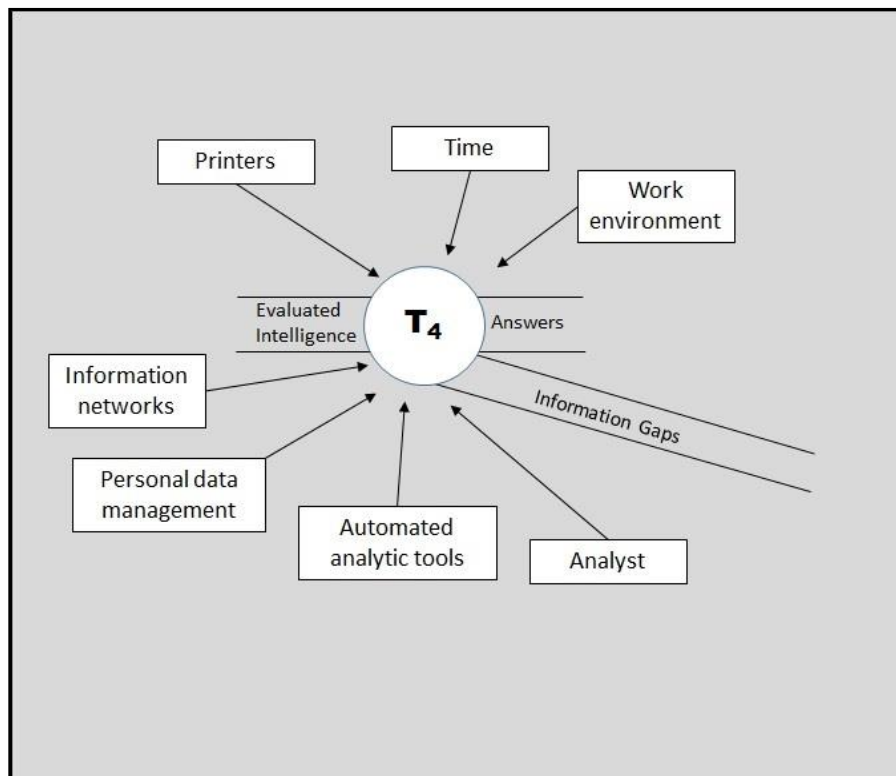 Printers
Time
Work
environment
Evaluated
Intelligence
T₄
Answers
Information
networks
Information Gaps
Personal data
management
Automated
analytic tools
Analyst